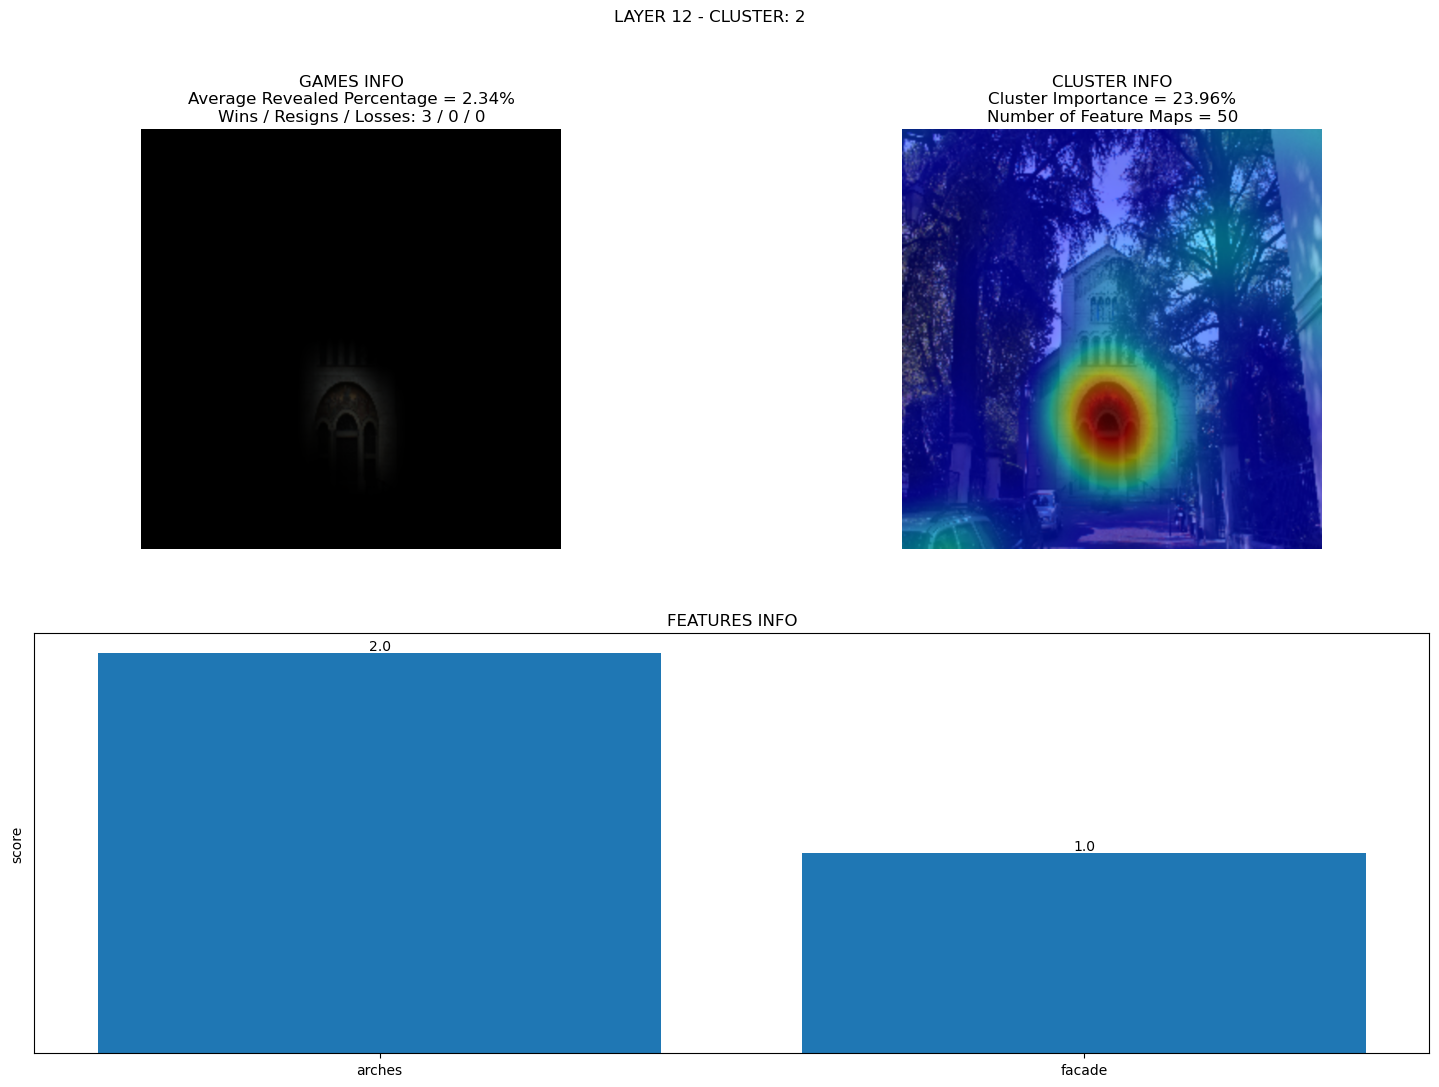 LAYER 12 - CLUSTER: 2
GAMES INFO
Average Revealed Percentage = 2.34%
Wins / Resigns / Losses: 3 / 0 / 0
CLUSTER INFO
Cluster Importance = 23.96%
Number of Feature Maps = 50
FEATURES INFO
score
2.0
1.0
arches
facade